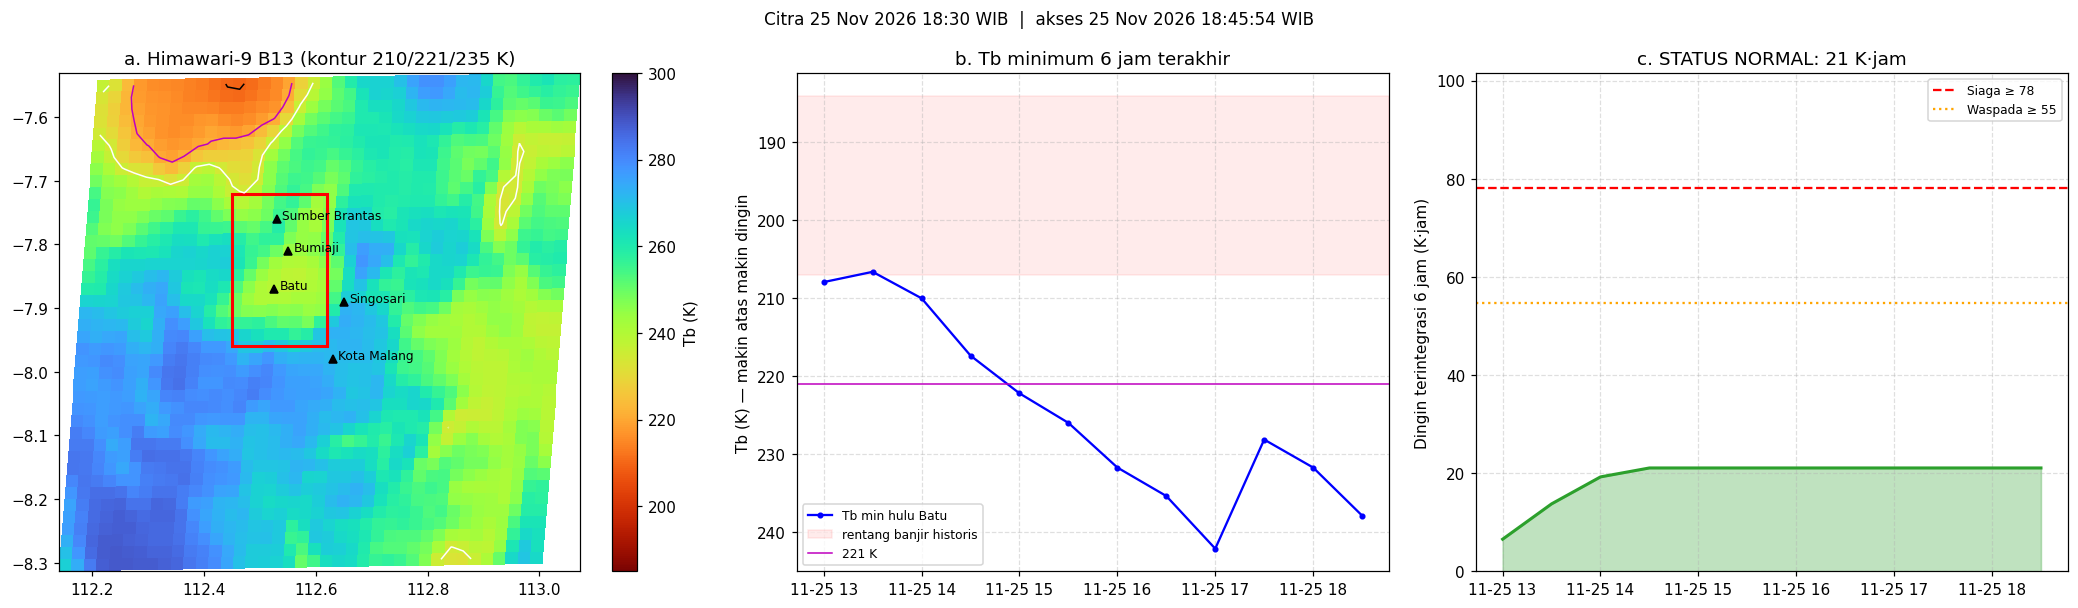 Citra 25 Nov 2026 18:30 WIB | akses 25 Nov 2026 18:45:54 WIB
a. Himawari-9 B13 (kontur 210/221/235 K)
−7.6
−7.7
−7.8
−7.9
−8.0
−8.1
−8.2
−8.3
112.2
112.4
112.6
112.8
113.0
Sumber Brantas
Bumiaji
Batu
Singosari
Kota Malang
300
280
260
240
220
200
Tb (K)
b. Tb minimum 6 jam terakhir
Tb (K) — makin atas makin dingin
190
200
210
220
230
240
11-25 13
11-25 14
11-25 15
11-25 16
11-25 17
11-25 18
Tb min hulu Batu
rentang banjir historis
221 K
c. STATUS NORMAL: 21 K·jam
Dingin terintegrasi 6 jam (K·jam)
100
80
60
40
20
0
11-25 13
11-25 14
11-25 15
11-25 16
11-25 17
11-25 18
Siaga ≥ 78
Waspada ≥ 55